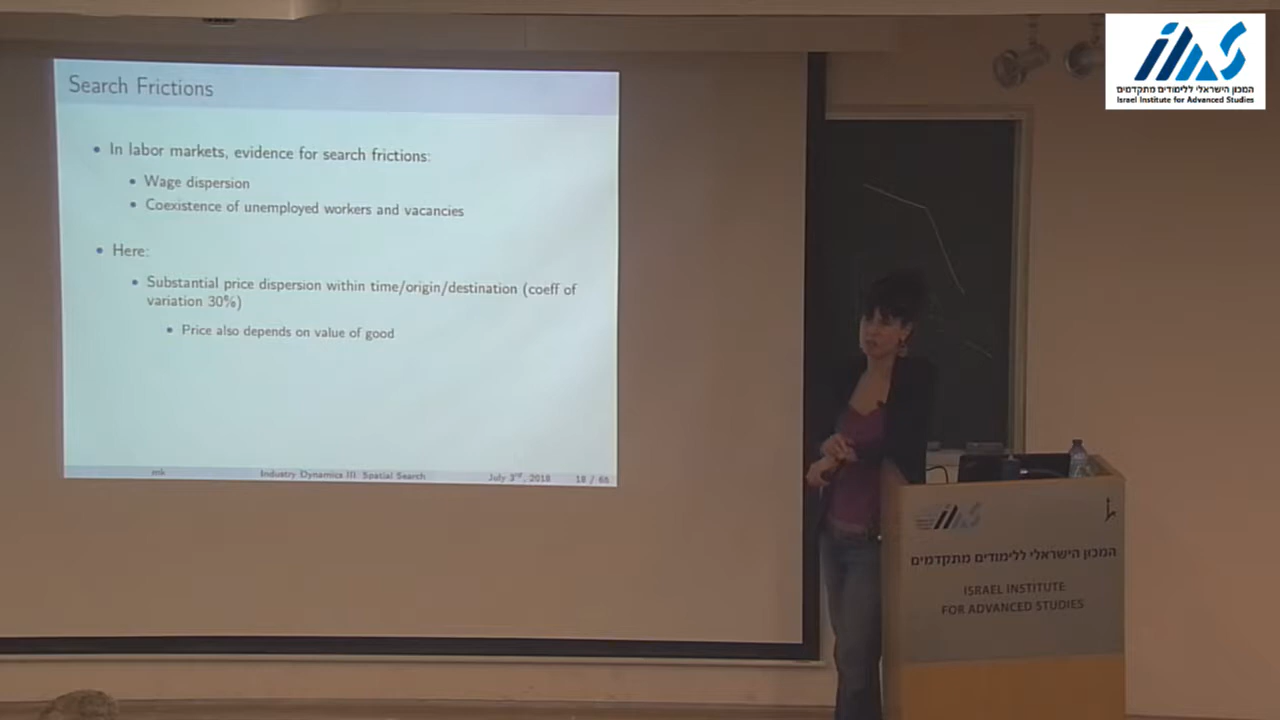 Search Frictions
• In labor markets, evidence for search frictions:
• Wage dispersion
• Coexistence of unemployed workers and vacancies
• Here:
• Substantial price dispersion within time/origin/destination (coeff of
variation 30%)
• Price also depends on value of good
mk Industry Dynamics III: Spatial Search July 3rd, 2018 18 / 66
המכון הישראלי ללימודים מתקדמים
Israel Institute for Advanced Studies
המכון הישראלי ללימודים מתקדמים
ISRAEL INSTITUTE
FOR ADVANCED STUDIES